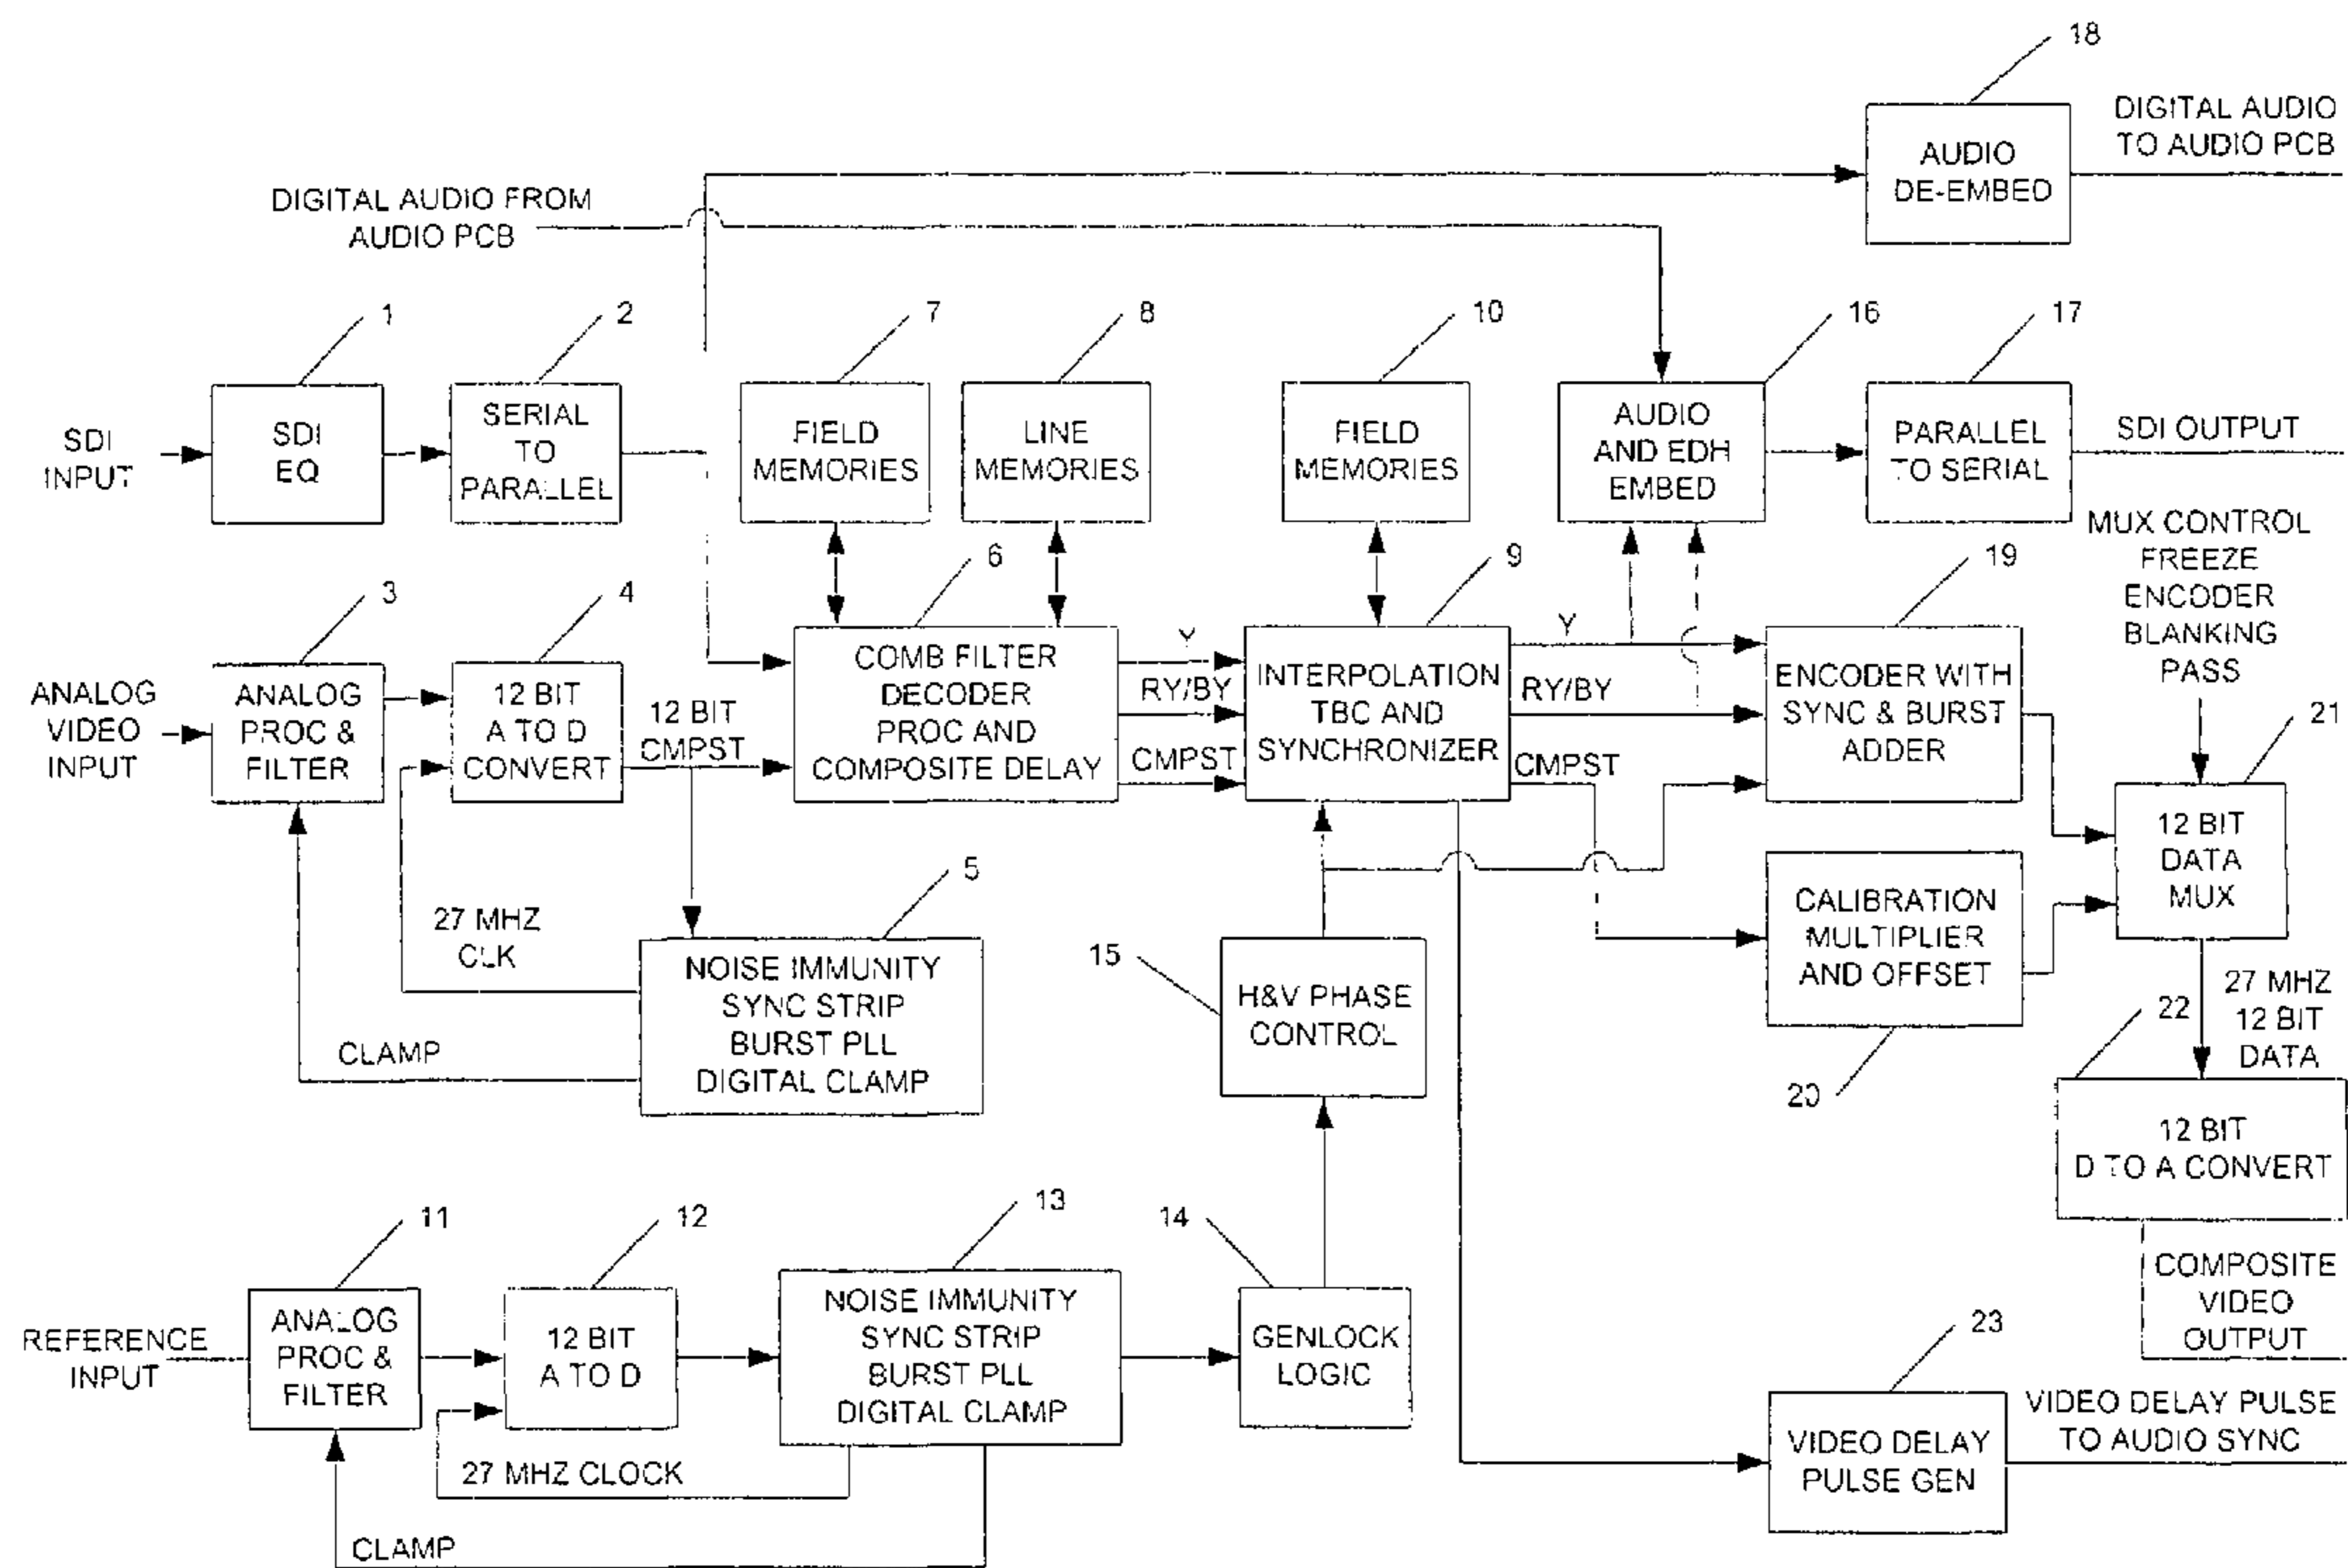 18
DIGITAL AUDIO
TO AUDIO PCB
AUDIO
DE-EMBED
DIGITAL AUDIO FROM
AUDIO PCB
1
2
7
8
10
16
17
SDI
INPUT
SDI
EQ
SERIAL
TO
PARALLEL
FIELD
MEMORIES
LINE
MEMORIES
FIELD
MEMORIES
AUDIO
AND EDH
EMBED
PARALLEL
TO SERIAL
SDI OUTPUT
MUX CONTROL
FREEZE
ENCODER
BLANKING
PASS
3
4
6
9
19
ANALOG
VIDEO
INPUT
ANALOG
PROC &
FILTER
12 BIT
A TO D
CONVERT
12 BIT
CMPST
COMB FILTER
DECODER
PROC AND
COMPOSITE DELAY
Y
RY/BY
CMPST
INTERPOLATION
TBC AND
SYNCHRONIZER
Y
RY/BY
CMPST
ENCODER WITH
SYNC & BURST
ADDER
21
12 BIT
DATA
MUX
5
27 MHZ
CLK
CLAMP
NOISE IMMUNITY
SYNC STRIP
BURST PLL
DIGITAL CLAMP
15
H&V PHASE
CONTROL
CALIBRATION
MULTIPLIER
AND OFFSET
20
22
27 MHZ
12 BIT
DATA
12 BIT
D TO A CONVERT
COMPOSITE
VIDEO
OUTPUT
11
12
13
14
REFERENCE
INPUT
ANALOG
PROC &
FILTER
12 BIT
A TO D
NOISE IMMUNITY
SYNC STRIP
BURST PLL
DIGITAL CLAMP
GENLOCK
LOGIC
27 MHZ CLOCK
CLAMP
23
VIDEO DELAY
PULSE GEN
VIDEO DELAY PULSE
TO AUDIO SYNC